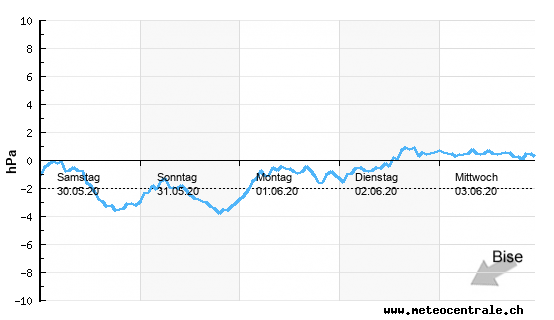 10
8
6
4
2
0
-2
-4
-6
-8
-10
hPa
Samstag
30.05.20
Sonntag
31.05.20
Montag
01.06.20
Dienstag
02.06.20
Mittwoch
03.06.20
Bise
www.meteocentrale.ch